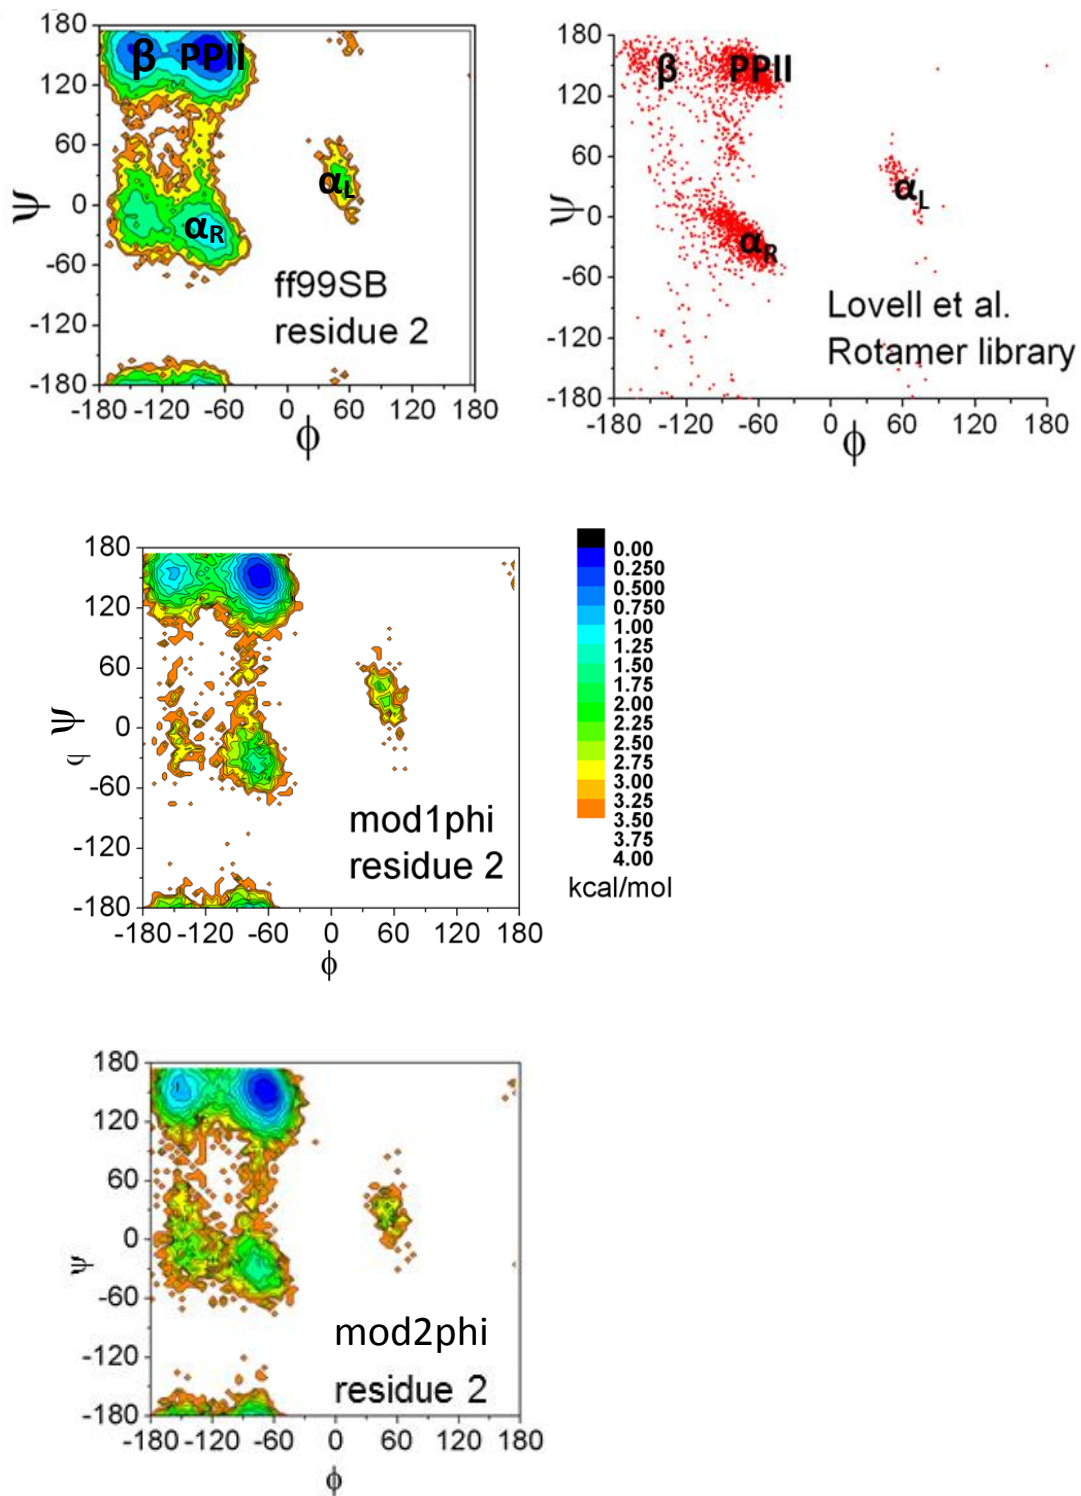 180
120
60
0
-60
-120
-180
ψ
β PPII
αL
αR
ff99SB
residue 2
-180 -120 -60 0 60 120 180
ϕ
180
120
60
0
-60
-120
-180
ψ
β PPII
αL
αR
Lovell et al.
Rotamer library
-180 -120 -60 0 60 120 180
ϕ
180
120
60
0
-60
-120
-180
ψ
q
mod1phi
residue 2
-180 -120 -60 0 60 120 180
ϕ
0.00
0.250
0.500
0.750
1.00
1.25
1.50
1.75
2.00
2.25
2.50
2.75
3.00
3.25
3.50
3.75
4.00
kcal/mol
180
120
60
0
-60
-120
-180
ψ
mod2phi
residue 2
-180 -120 -60 0 60 120 180
ϕ